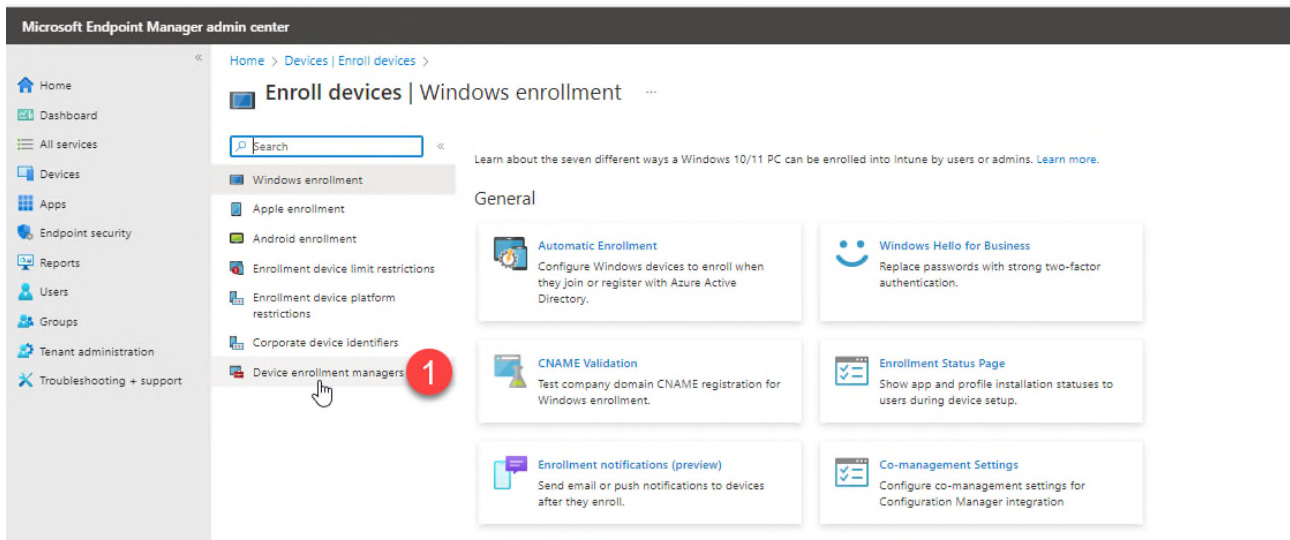 Microsoft Endpoint Manager admin center
«
Home
Dashboard
All services
Devices
Apps
Endpoint security
Reports
Users
Groups
Tenant administration
Troubleshooting + support
Home > Devices | Enroll devices >
Enroll devices | Windows enrollment ...
Search
«
Windows enrollment
Apple enrollment
Android enrollment
Enrollment device limit restrictions
Enrollment device platform
restrictions
Corporate device identifiers
Device enrollment managers
1
Learn about the seven different ways a Windows 10/11 PC can be enrolled into Intune by users or admins. Learn more.
General
Automatic Enrollment
Configure Windows devices to enroll when
they join or register with Azure Active
Directory.
Windows Hello for Business
Replace passwords with strong two-factor
authentication.
CNAME Validation
Test company domain CNAME registration for
Windows enrollment.
Enrollment Status Page
Show app and profile installation statuses to
users during device setup.
Enrollment notifications (preview)
Send email or push notifications to devices
after they enroll.
Co-management Settings
Configure co-management settings for
Configuration Manager integration